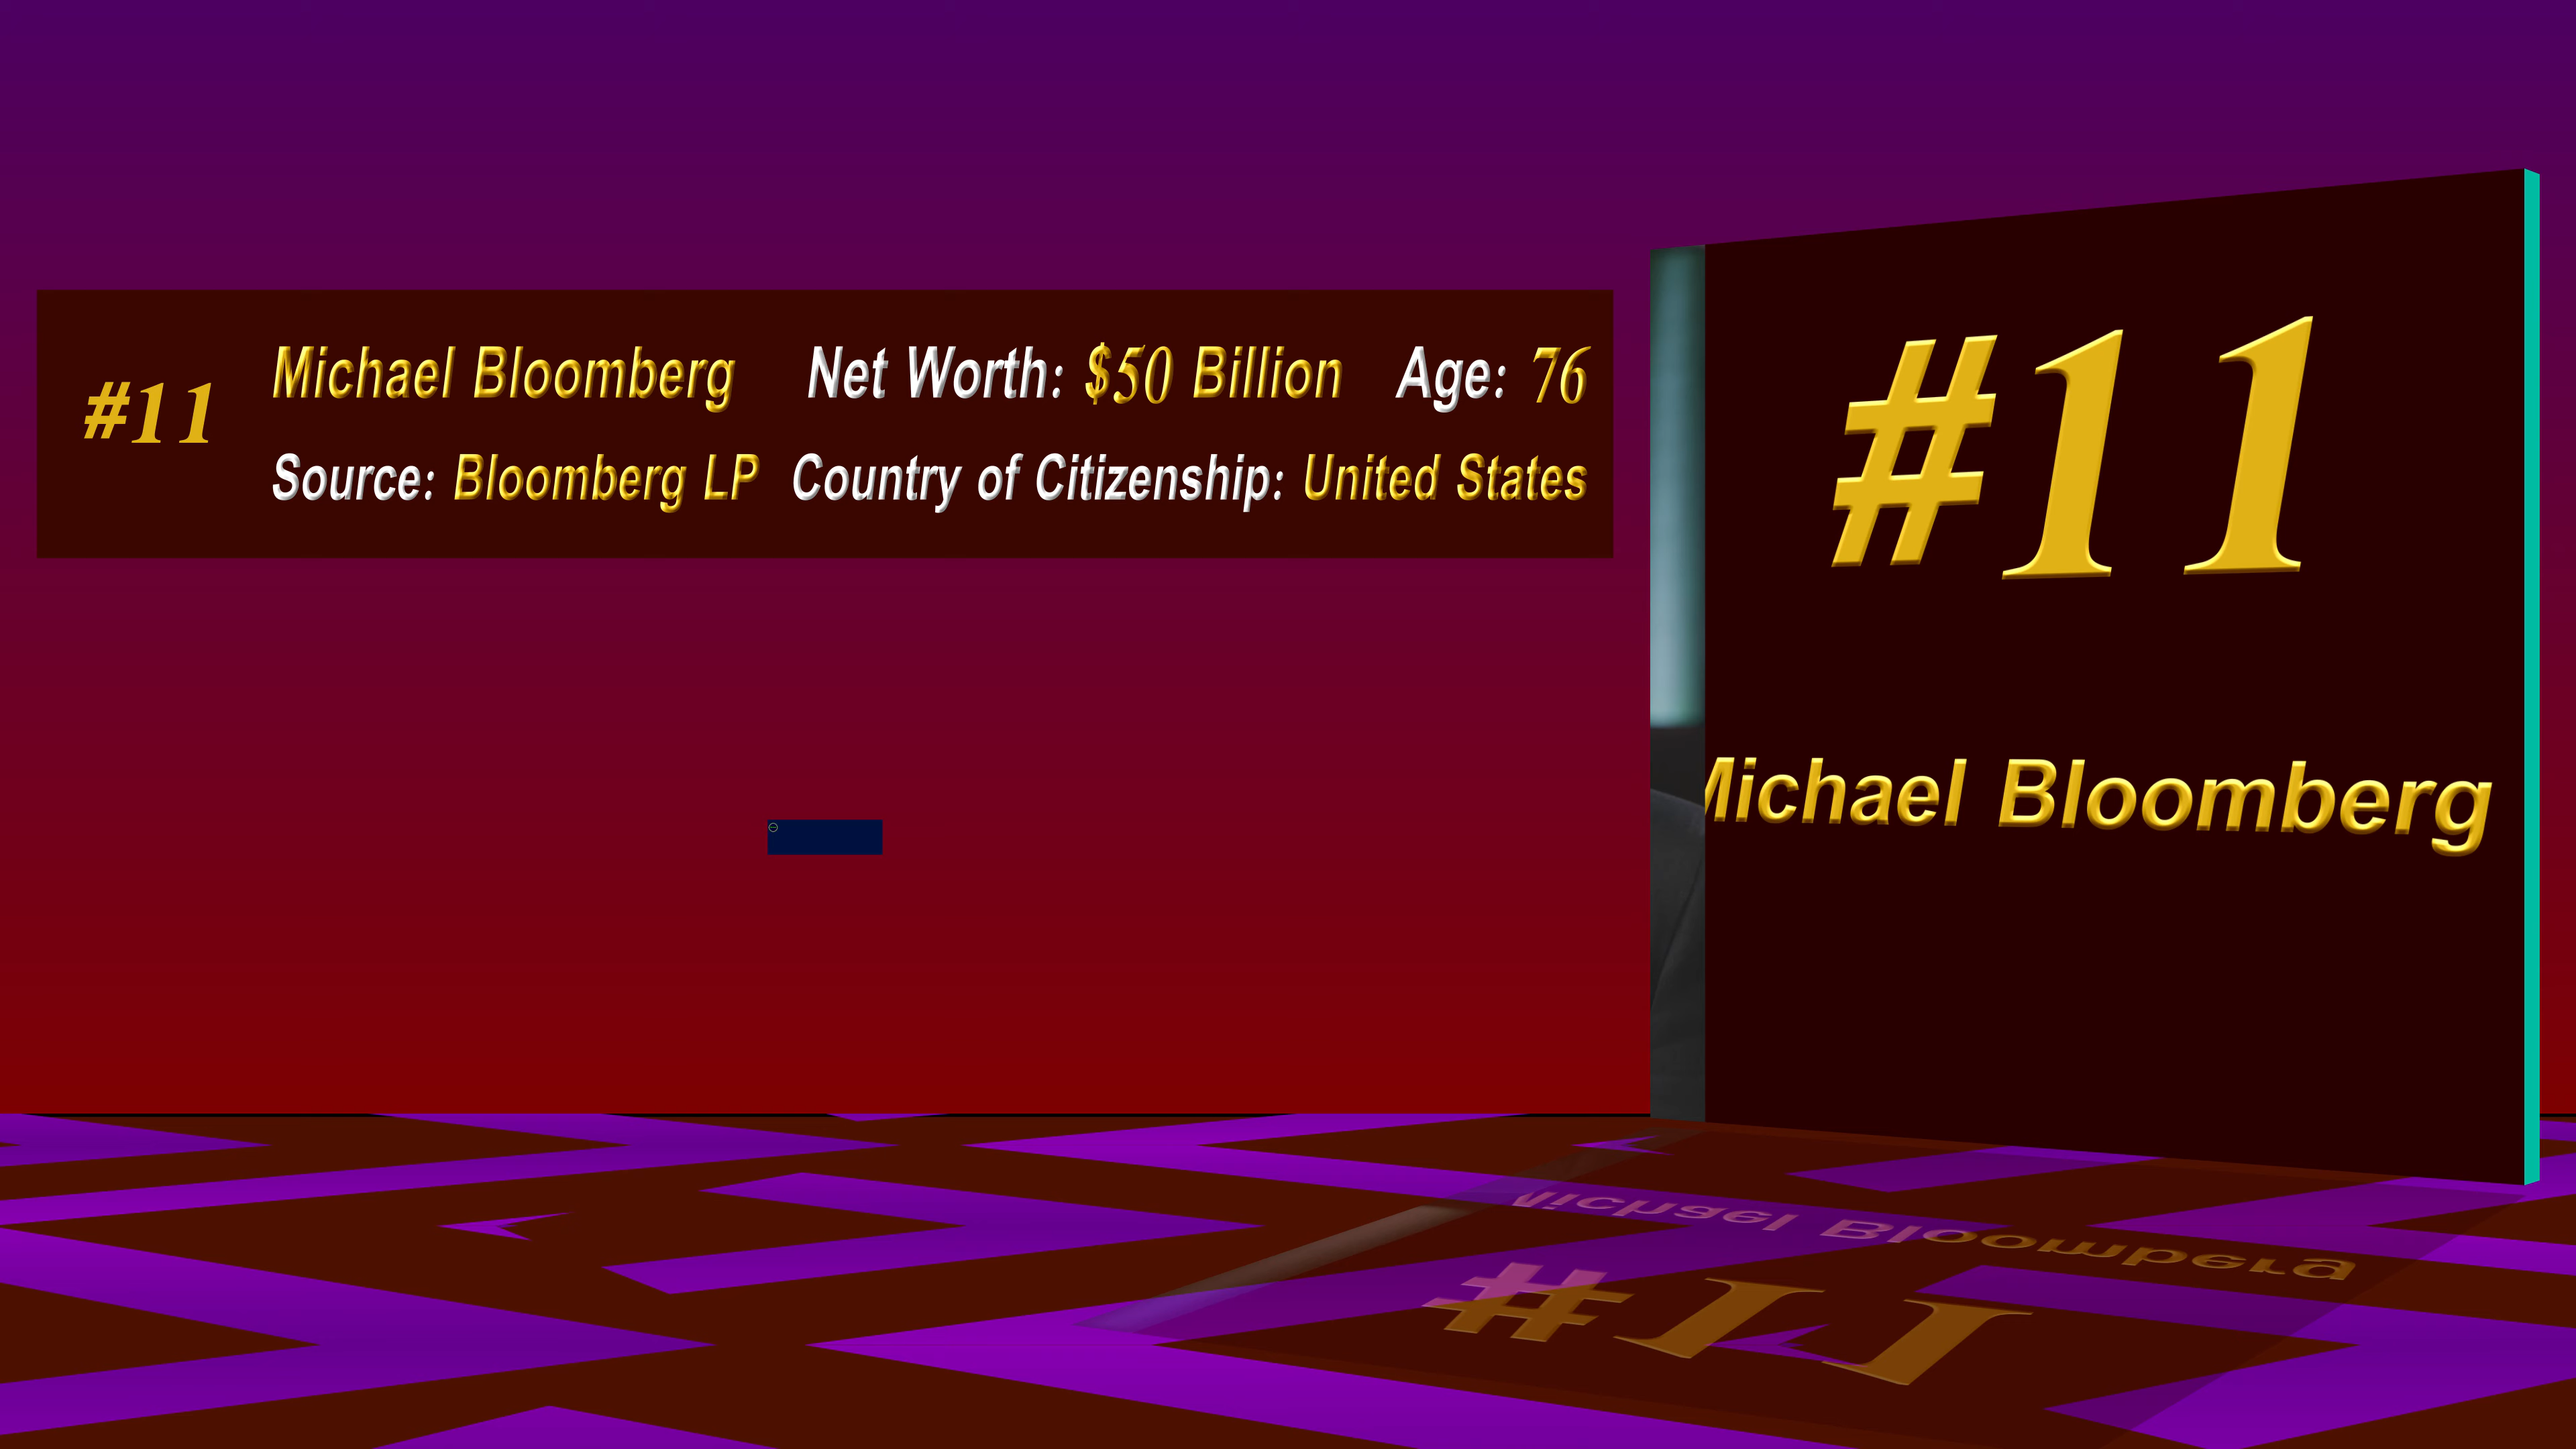 #11
Michael Bloomberg Net Worth: $50 Billion Age: 76
Source: Bloomberg LP Country of Citizenship: United States
#11
Michael Bloomberg